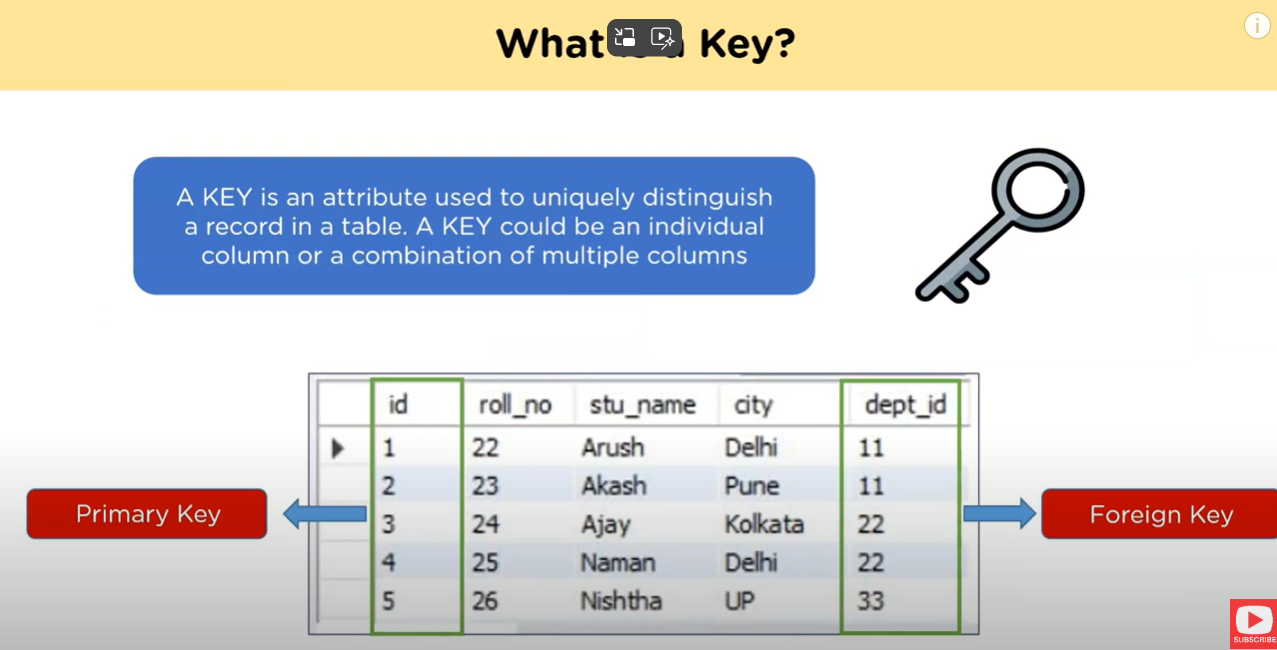 What is a Key?
A KEY is an attribute used to uniquely distinguish
a record in a table. A KEY could be an individual
column or a combination of multiple columns
id roll_no stu_name city dept_id
1 22 Arush Delhi 11
2 23 Akash Pune 11
3 24 Ajay Kolkata 22
4 25 Naman Delhi 22
5 26 Nishtha UP 33
Primary Key
Foreign Key
SUBSCRIBE